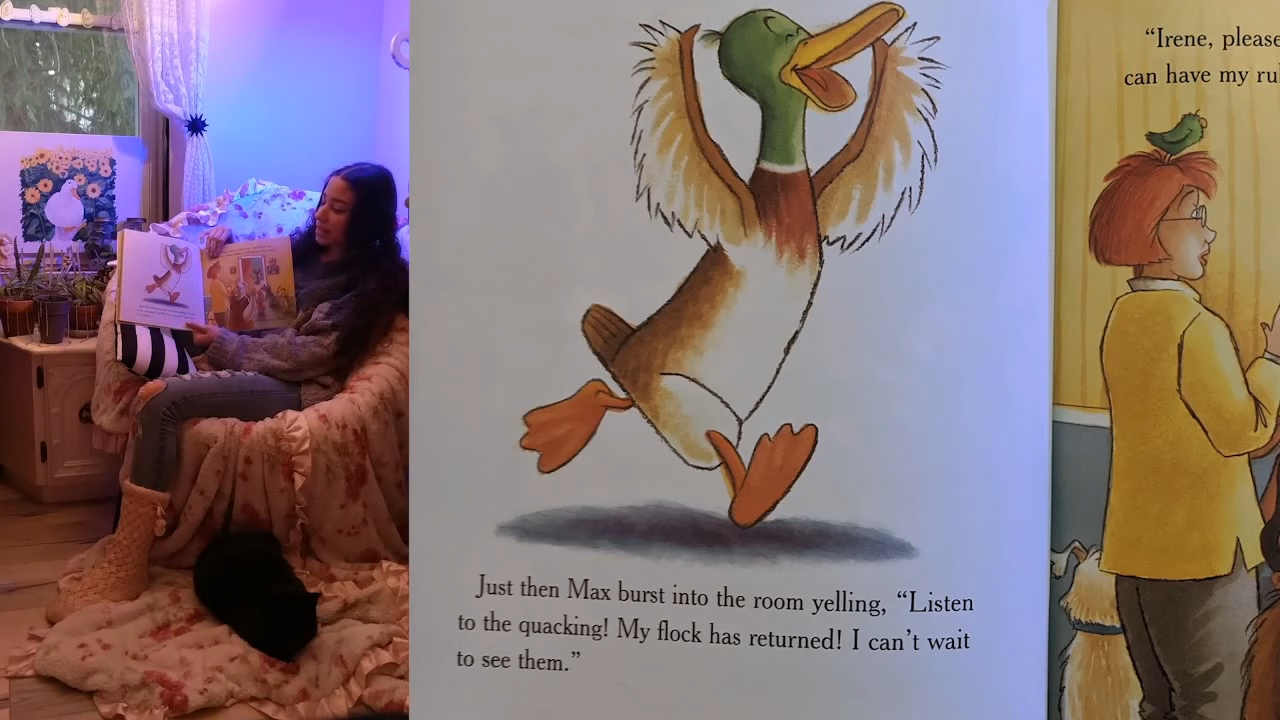 Just then Max burst into the room yelling, “Listen
to the quacking! My flock has returned! I can’t wait
to see them.”
“Irene, please
can have my